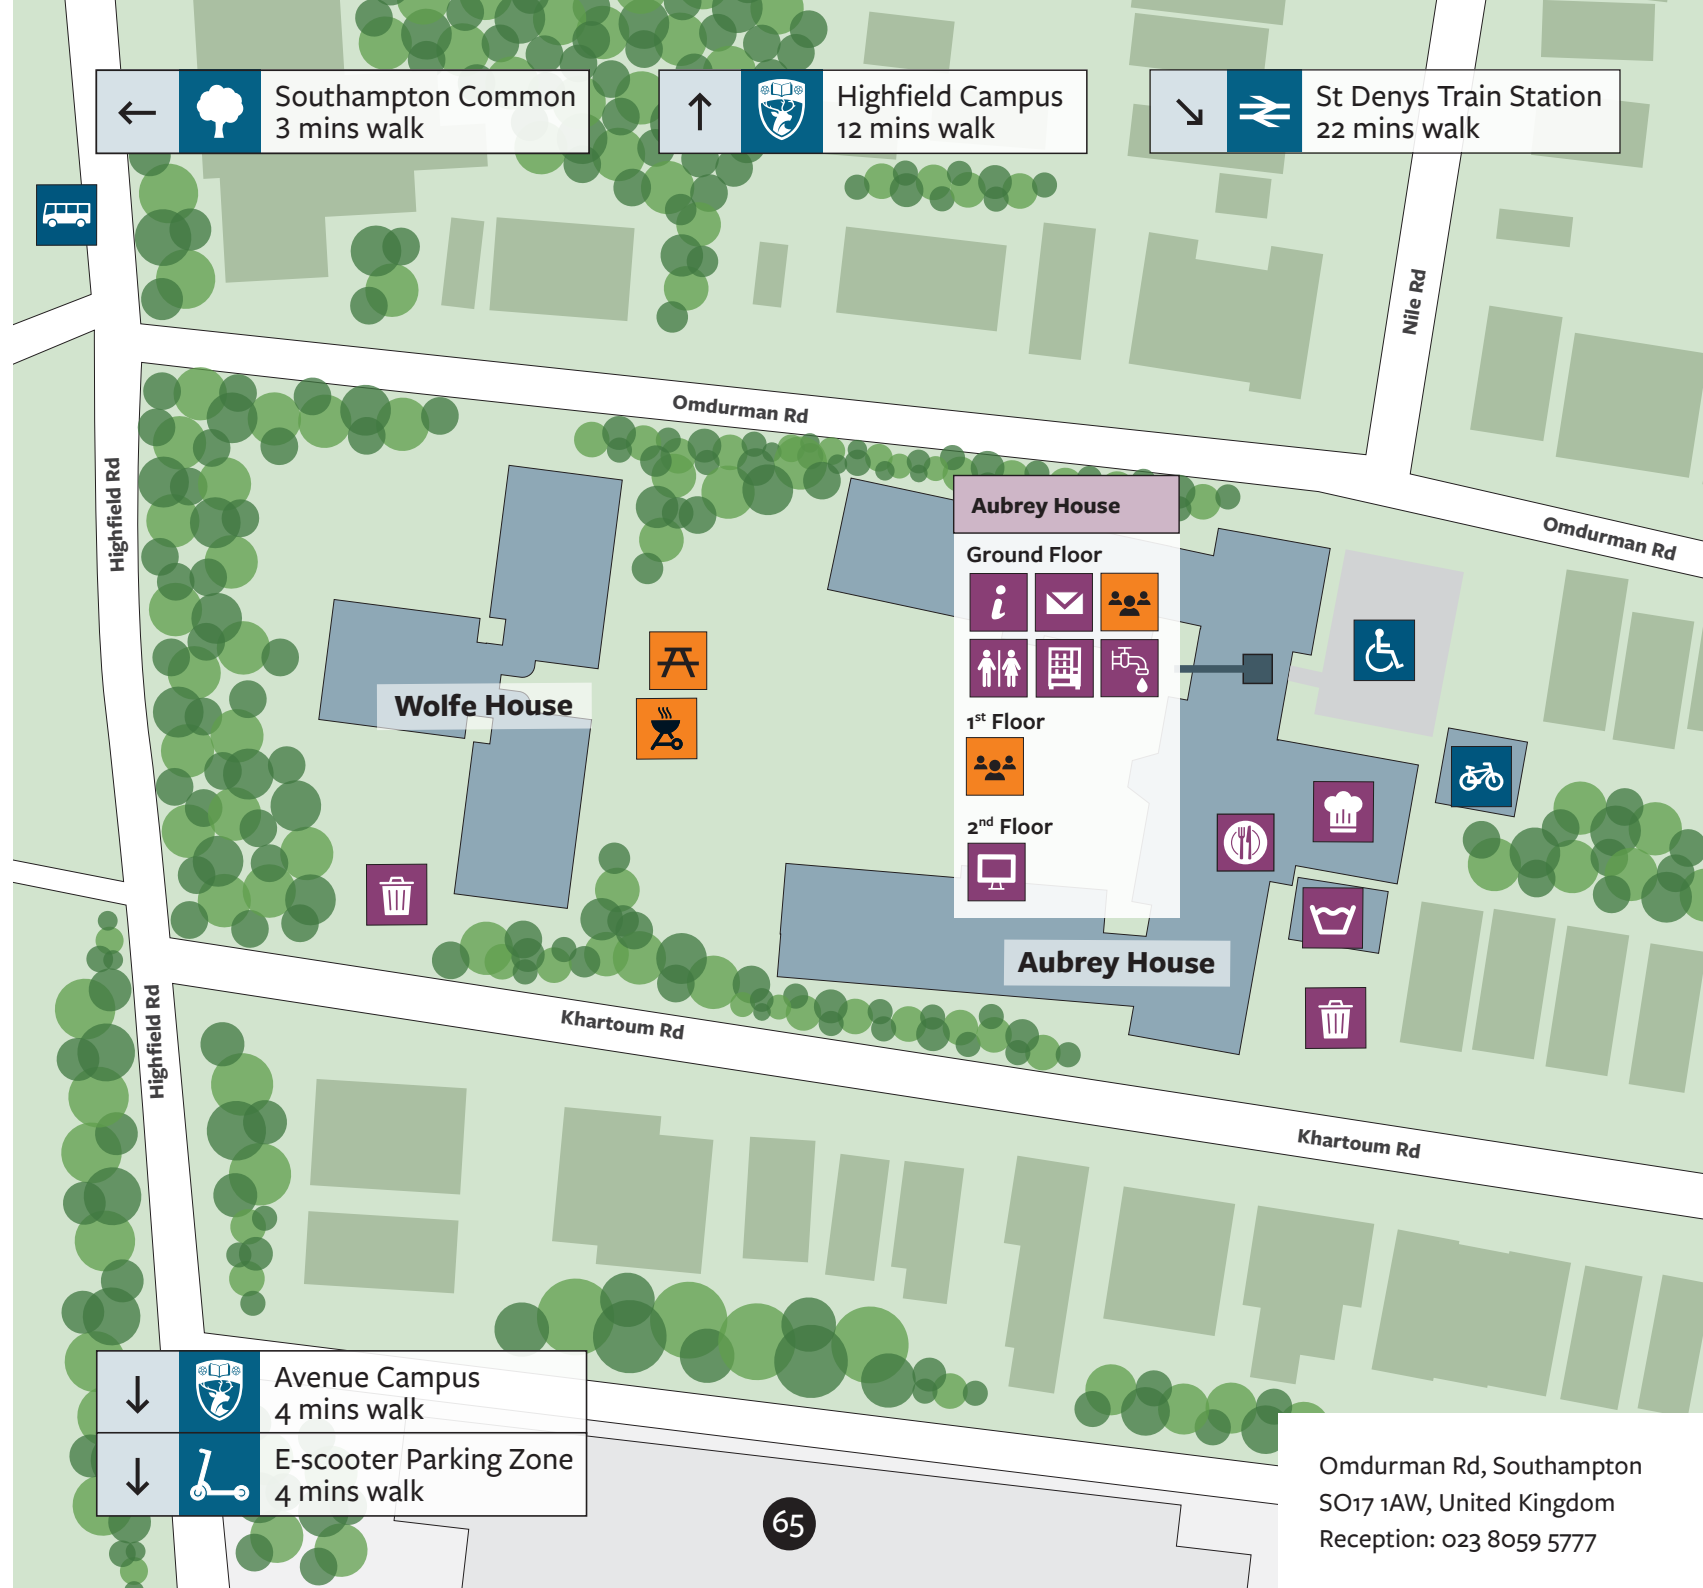 Southampton Common
3 mins walk
Highfield Campus
12 mins walk
St Denys Train Station
22 mins walk
Nile Rd
Omdurman Rd
Highfield Rd
Aubrey House
Ground Floor
1st Floor
2nd Floor
Omdurman Rd
Wolfe House
Aubrey House
Highfield Rd
Khartoum Rd
Khartoum Rd
Avenue Campus
4 mins walk
E-scooter Parking Zone
4 mins walk
65
Omdurman Rd, Southampton
SO17 1AW, United Kingdom
Reception: 023 8059 5777